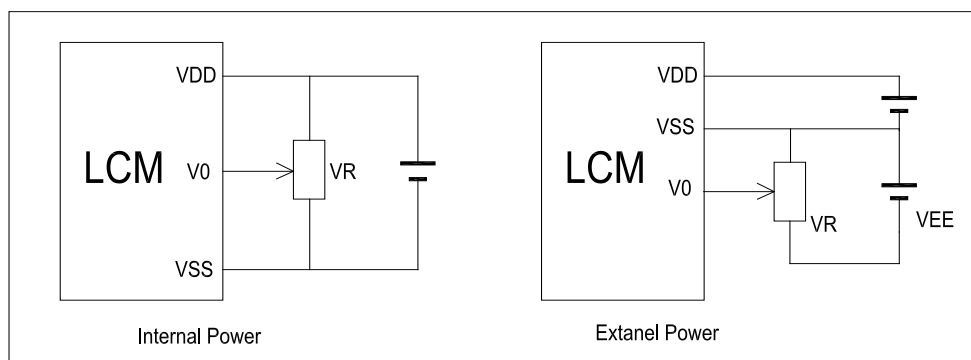 VDD
LCM
V0
VR
VSS
Internal Power
VDD
VSS
LCM
V0
VR
VEE
Extanel Power